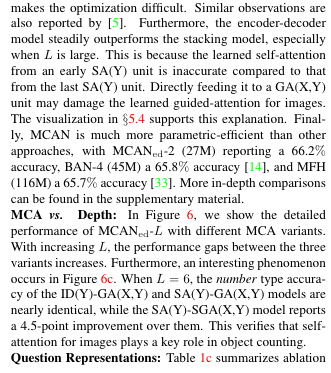 makes the optimization difficult. Similar observations are
also reported by [5]. Furthermore, the encoder-decoder
model steadily outperforms the stacking model, especially
when L is large. This is because the learned self-attention
from an early SA(Y) unit is inaccurate compared to that
from the last SA(Y) unit. Directly feeding it to a GA(X,Y)
unit may damage the learned guided-attention for images.
The visualization in §5.4 supports this explanation. Final-
ly, MCAN is much more parametric-efficient than other
approaches, with MCANed-2 (27M) reporting a 66.2%
accuracy, BAN-4 (45M) a 65.8% accuracy [14], and MFH
(116M) a 65.7% accuracy [33]. More in-depth comparisons
can be found in the supplementary material.
MCA vs. Depth: In Figure 6, we show the detailed
performance of MCANed-L with different MCA variants.
With increasing L, the performance gaps between the three
variants increases. Furthermore, an interesting phenomenon
occurs in Figure 6c. When L = 6, the number type accura-
cy of the ID(Y)-GA(X,Y) and SA(Y)-GA(X,Y) models are
nearly identical, while the SA(Y)-SGA(X,Y) model reports
a 4.5-point improvement over them. This verifies that self-
attention for images plays a key role in object counting.
Question Representations: Table 1c summarizes ablation